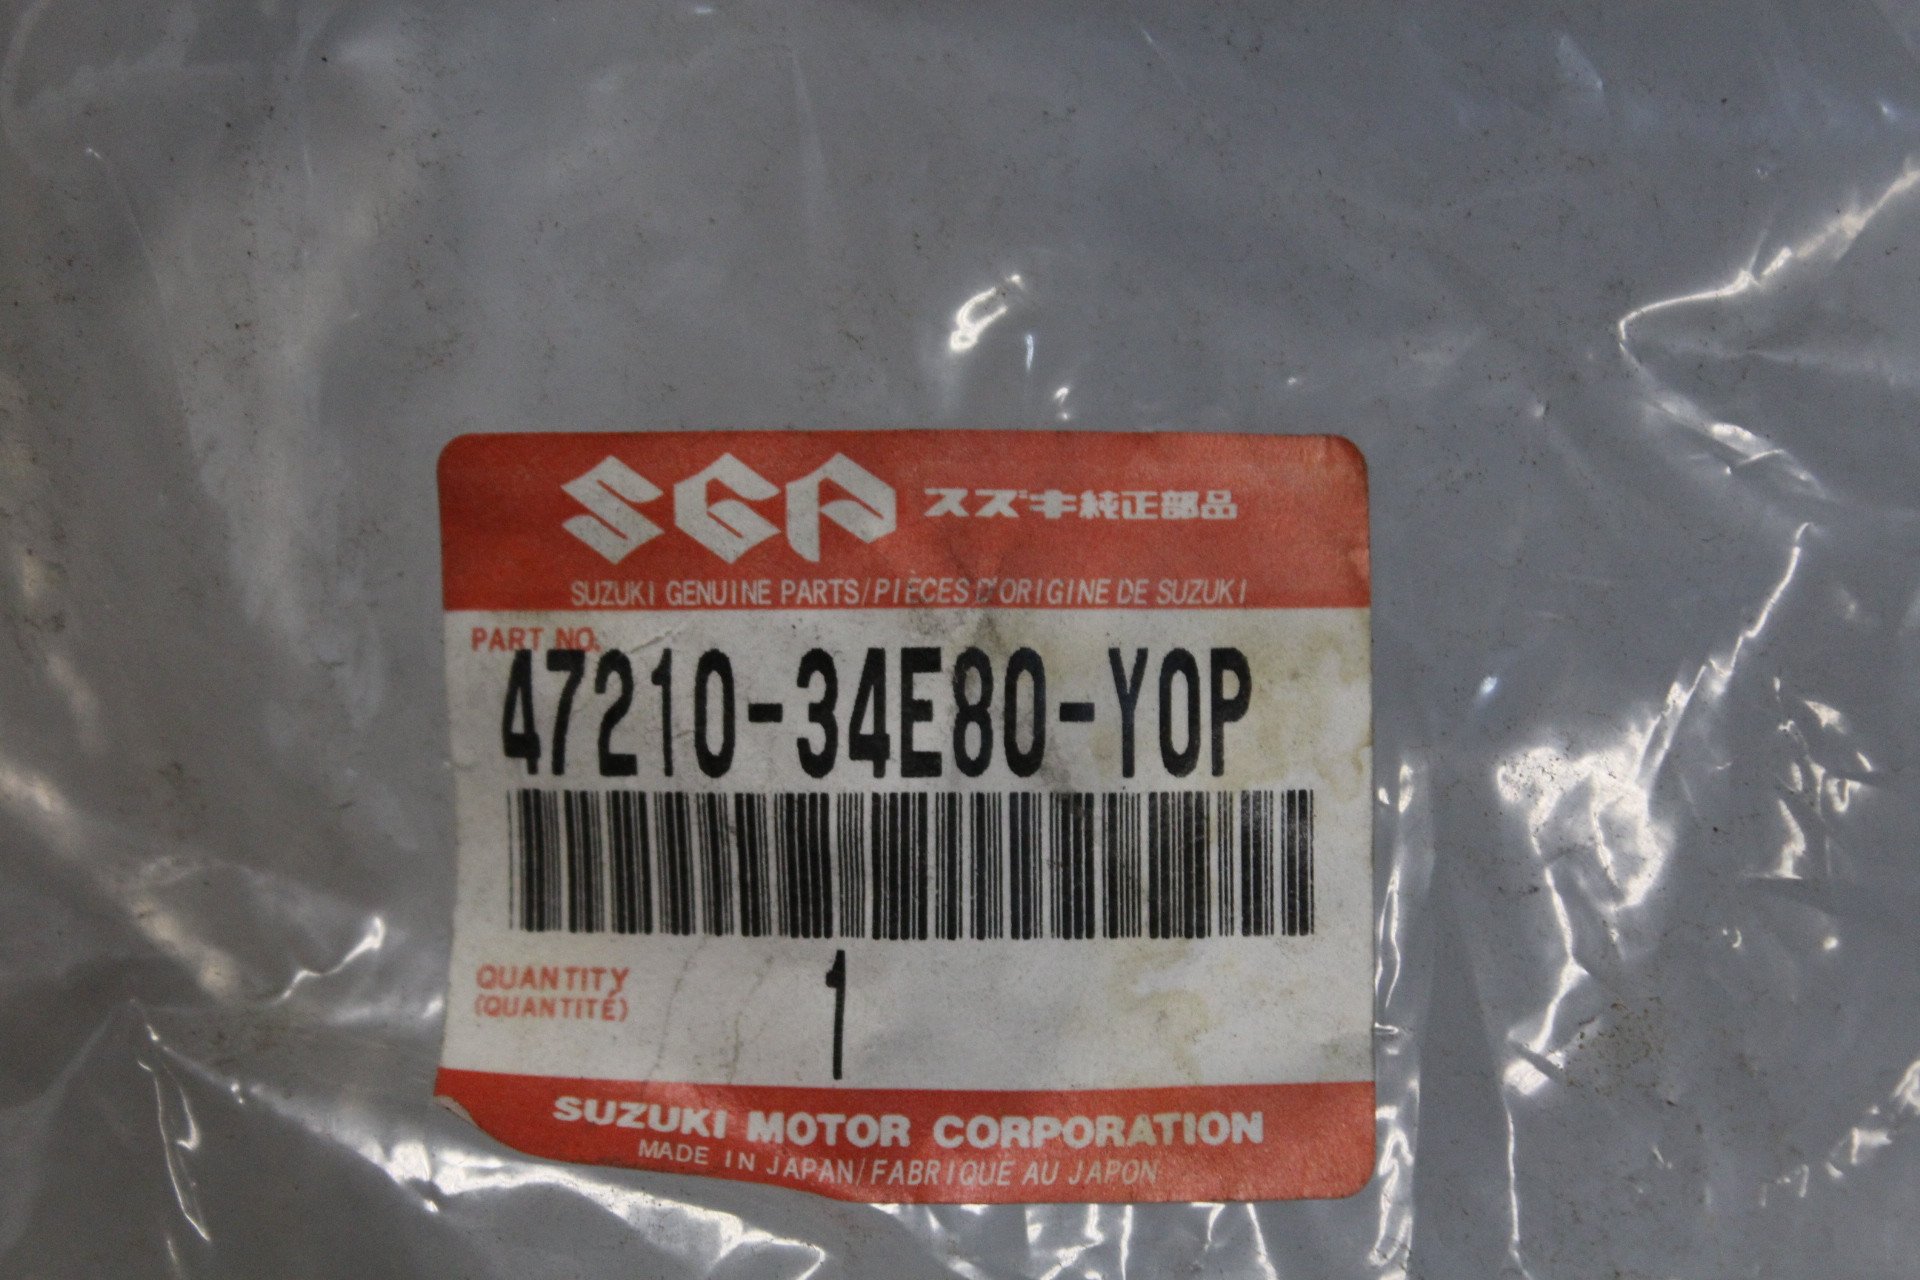 SGP スズキ純正部品
SUZUKI GENUINE PARTS/PIECES D'ORIGINE DE SUZUKI
PART NO.
47210-34E80-Y0P
QUANTITY 1
(QUANTITÉ)
SUZUKI MOTOR CORPORATION
MADE IN JAPAN/FABRIQUE AU JAPON